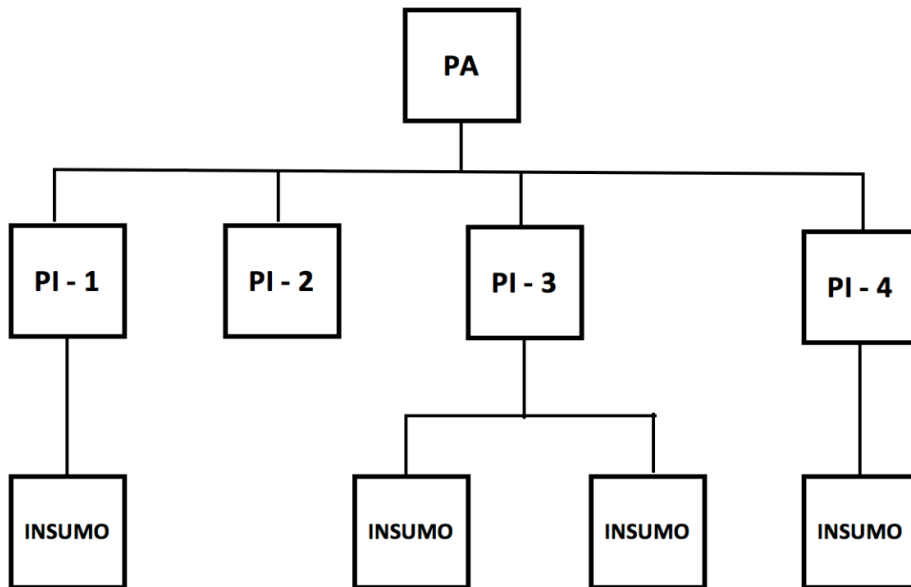 PA
PI - 1
PI - 2
PI - 3
PI - 4
INSUMO
INSUMO
INSUMO
INSUMO